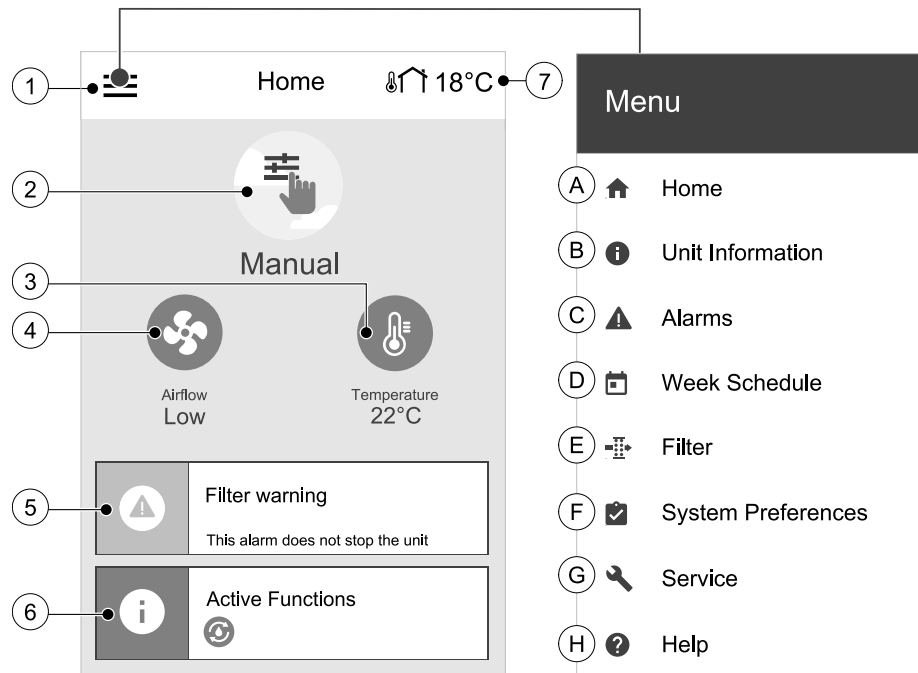 1
Home
18°C
7
2
Manual
3
4
Airflow
Low
Temperature
22°C
5
Filter warning
This alarm does not stop the unit
6
Active Functions
Menu
A Home
B Unit Information
C Alarms
D Week Schedule
E Filter
F System Preferences
G Service
H Help